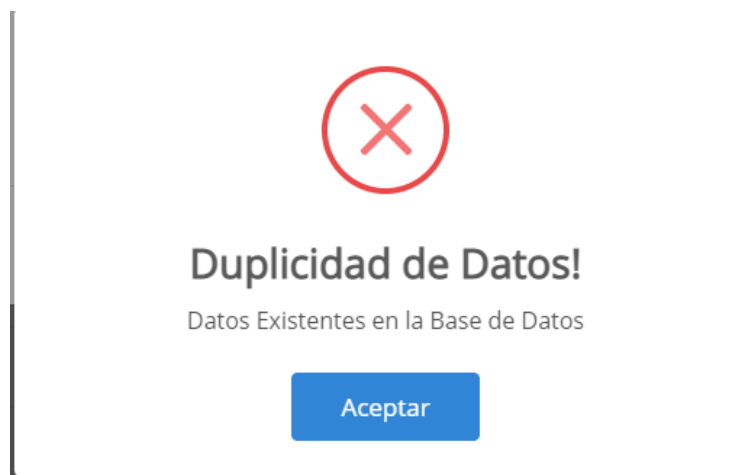 Duplicidad de Datos!
Datos Existentes en la Base de Datos
Aceptar